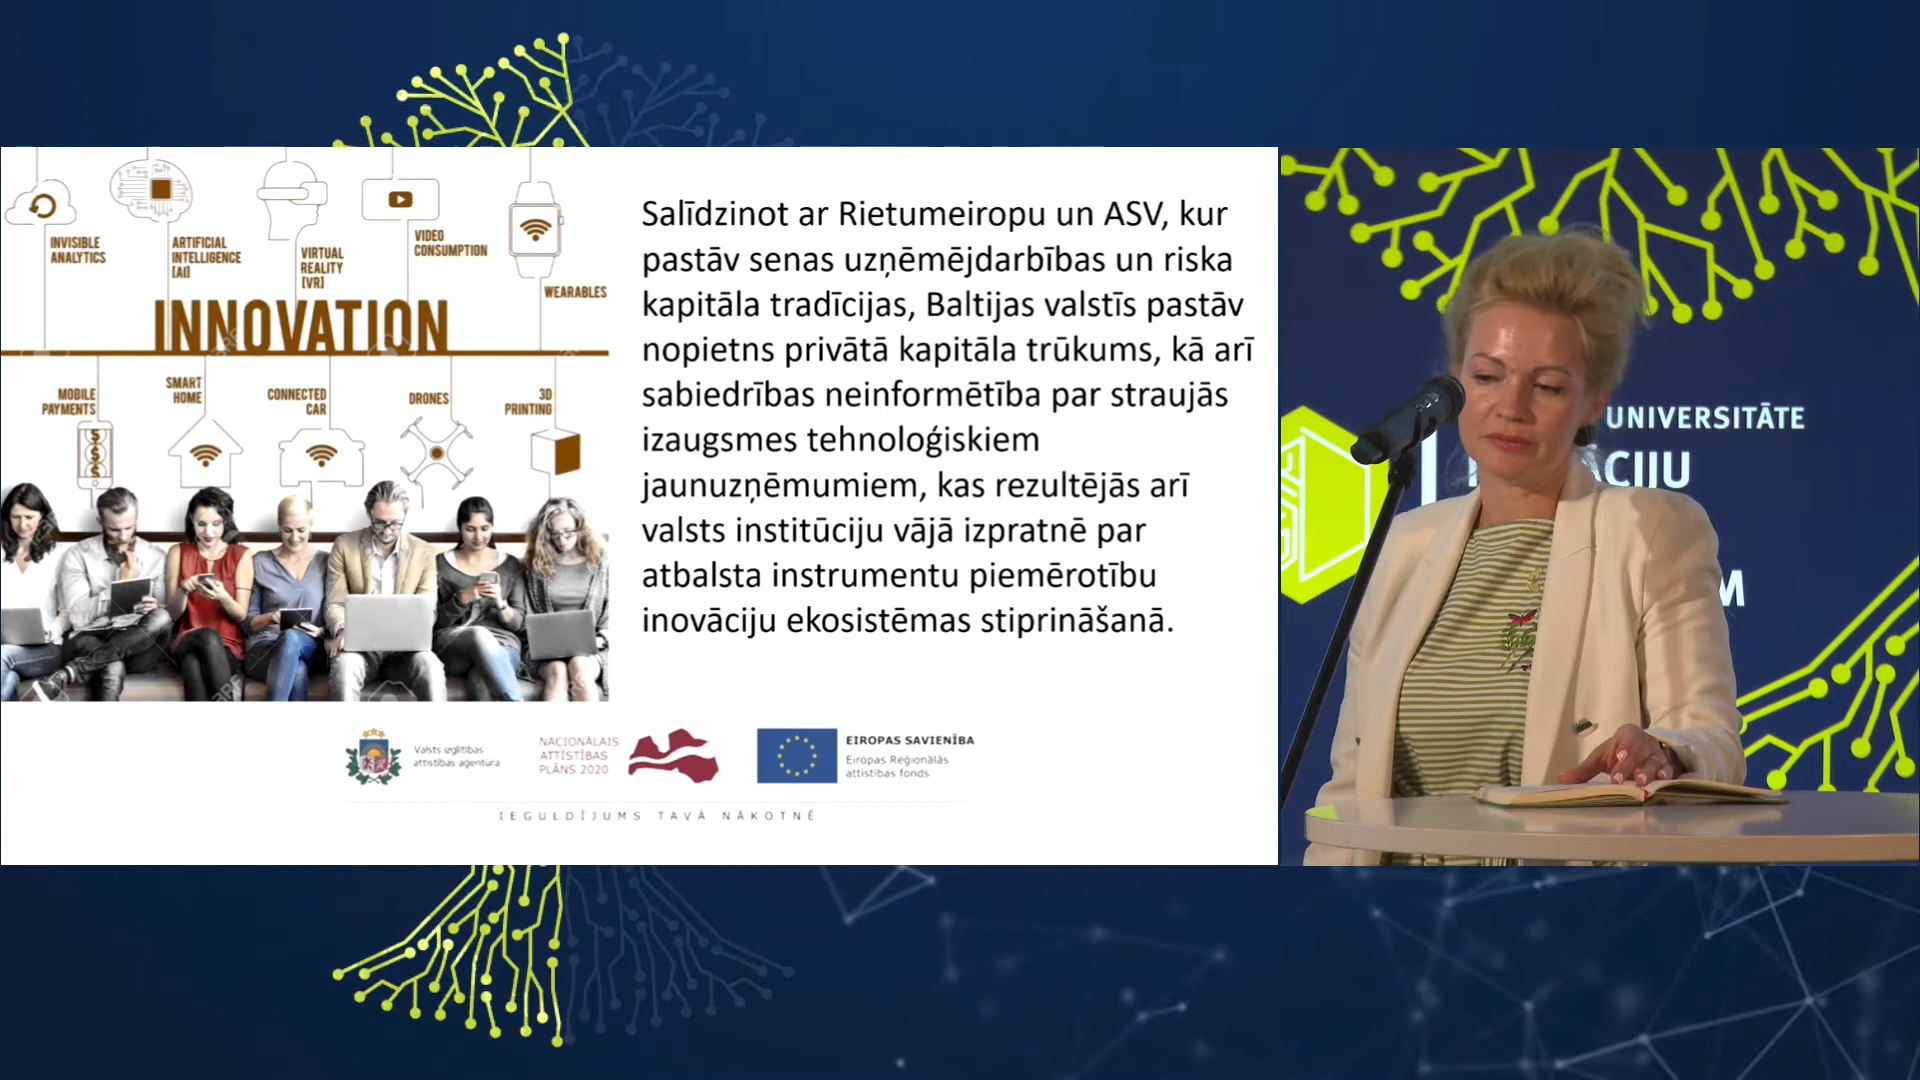 INVISIBLE
ANALYTICS
ARTIFICIAL
INTELLIGENCE
[AI]
VIRTUAL
REALITY
[VR]
VIDEO
CONSUMPTION
WEARABLES
INNOVATION
MOBILE
PAYMENTS
SMART
HOME
CONNECTED
CAR
DRONES
3D
PRINTING
$
$
$
Salīdzinot ar Rietumeiropu un ASV, kur
pastāv senas uzņēmējdarbības un riska
kapitāla tradīcijas, Baltijas valstīs pastāv
nopietns privātā kapitāla trūkums, kā arī
sabiedrības neinformētība par straujās
izaugsmes tehnoloģiskiem
jaunuzņēmumiem, kas rezultējās arī
valsts institūciju vājā izpratnē par
atbalsta instrumentu piemērotību
inovāciju ekosistēmas stiprināšanā.
Valsts izglītības
attīstības aģentūra
NACIONĀLAIS
ATTĪSTĪBAS
PLĀNS 2020
EIROPAS SAVIENĪBA
Eiropas Reģionālās
attīstības fonds
IEGULDĪJUMS TAVĀ NĀKOTNĒ
UNIVERSITĀTE